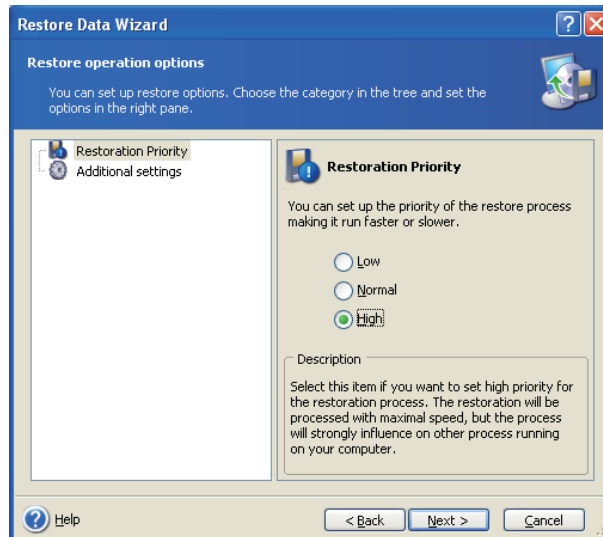 Restore Data Wizard
Restore operation options
You can set up restore options. Choose the category in the tree and set the
options in the right pane.
Restoration Priority
Additional settings
Restoration Priority
You can set up the priority of the restore process
making it run faster or slower.
Low
Normal
High
Description
Select this item if you want to set high priority for
the restoration process. The restoration will be
processed with maximal speed, but the process
will strongly influence on other process running
on your computer.
Help
< Back
Next >
Cancel